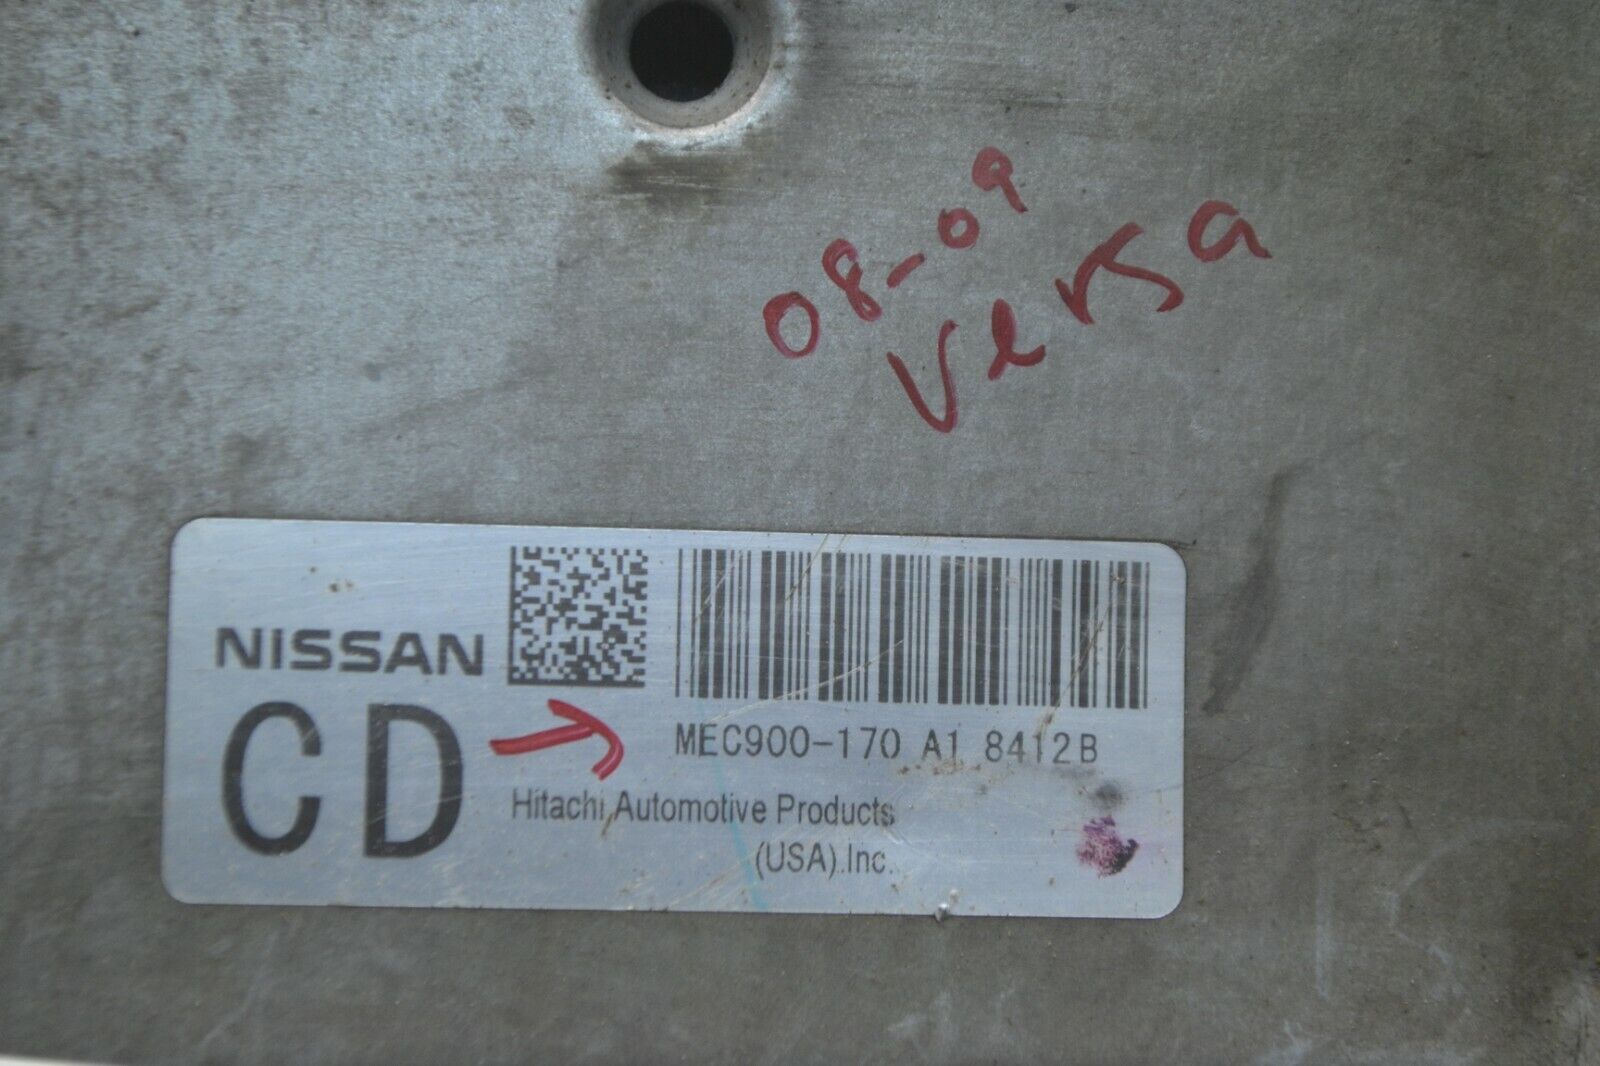 08-09
Versa
NISSAN
CD
MEC900-170 A1 8412B
Hitachi Automotive Products
(USA).Inc.